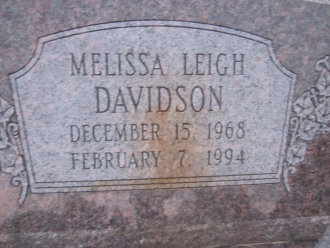 MELISSA LEIGH
DAVIDSON
DECEMBER 15, 1968
FEBRUARY 7, 1994